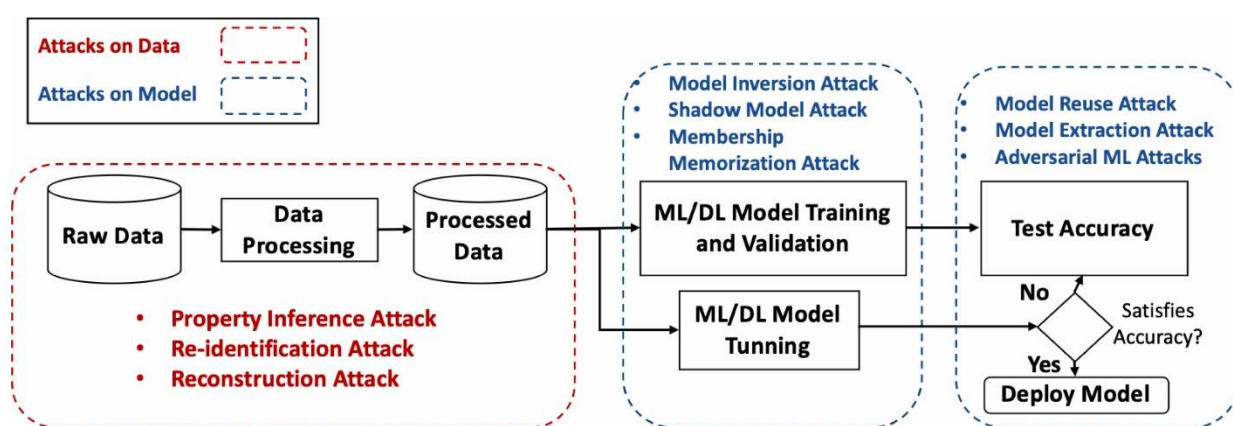 Attacks on Data
Attacks on Model
• Model Inversion Attack
• Shadow Model Attack
• Membership
Memorization Attack
• Model Reuse Attack
• Model Extraction Attack
• Adversarial ML Attacks
Raw Data
Data
Processing
Processed
Data
ML/DL Model Training
and Validation
Test Accuracy
• Property Inference Attack
• Re-identification Attack
• Reconstruction Attack
ML/DL Model
Tunning
No
Satisfies
Accuracy?
Yes
Deploy Model